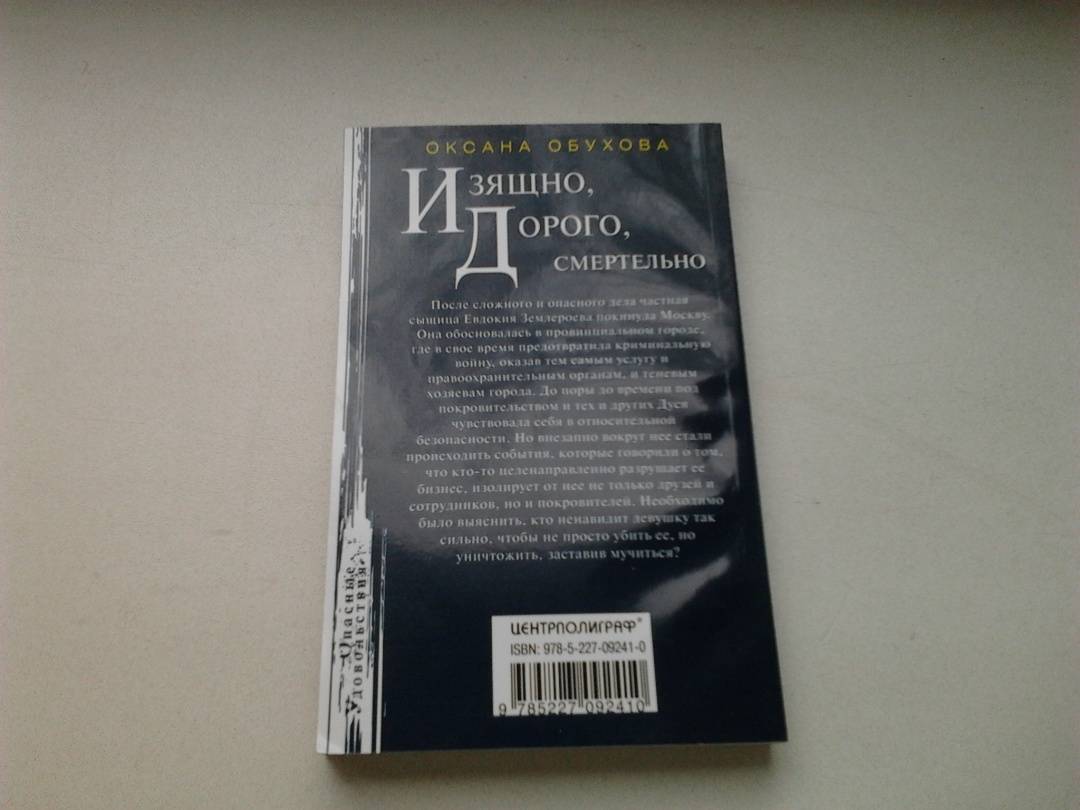 ОКСАНА ОБУХОВА
Изящно,
Дорого,
смертельно
После сложного и опасного дела частная
сыщица Евдокия Землероева покинула Москву.
Она обосновалась в провинциальном городе,
где в свое время предотвратила криминальную
войну, оказав тем самым услугу и
правоохранительным органам, и теневым
хозяевам города. До поры до времени под
покровительством и тех и других Дуся
чувствовала себя в относительной
безопасности. Но внезапно вокруг нее стали
происходить события, которые говорили о том,
что кто-то целенаправленно разрушает ее
бизнес, изолирует от нее не только друзей и
сотрудников, но и покровителей. Необходимо
было выяснить, кто ненавидит девушку так
сильно, чтобы не просто убить ее, но
уничтожить, заставив мучиться?
Опасные
Удовольствия
ЦЕНТРПОЛИГРАФ®
ISBN: 978-5-227-09241-0
9 785227 092410